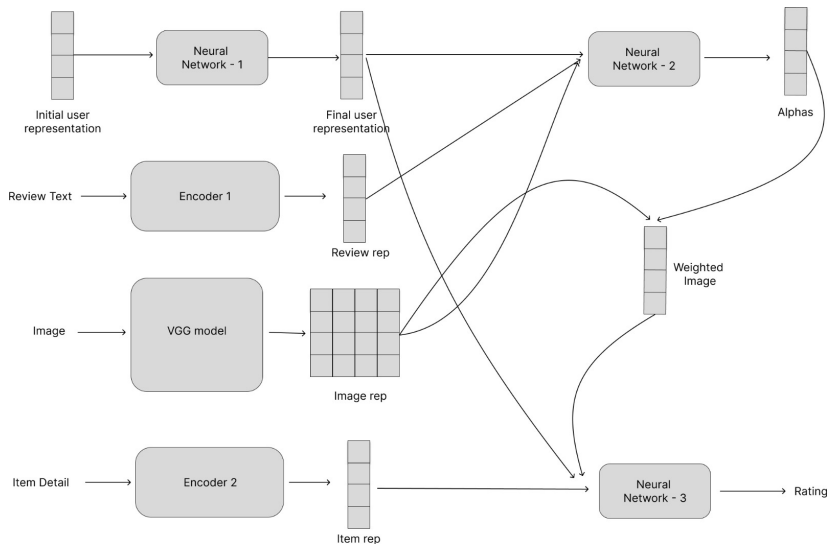 Neural
Network - 1
Neural
Network - 2
Initial user
representation
Final user
representation
Alphas
Review Text
Encoder 1
Review rep
Weighted
Image
Image
VGG model
Image rep
Item Detail
Encoder 2
Item rep
Neural
Network - 3
Rating